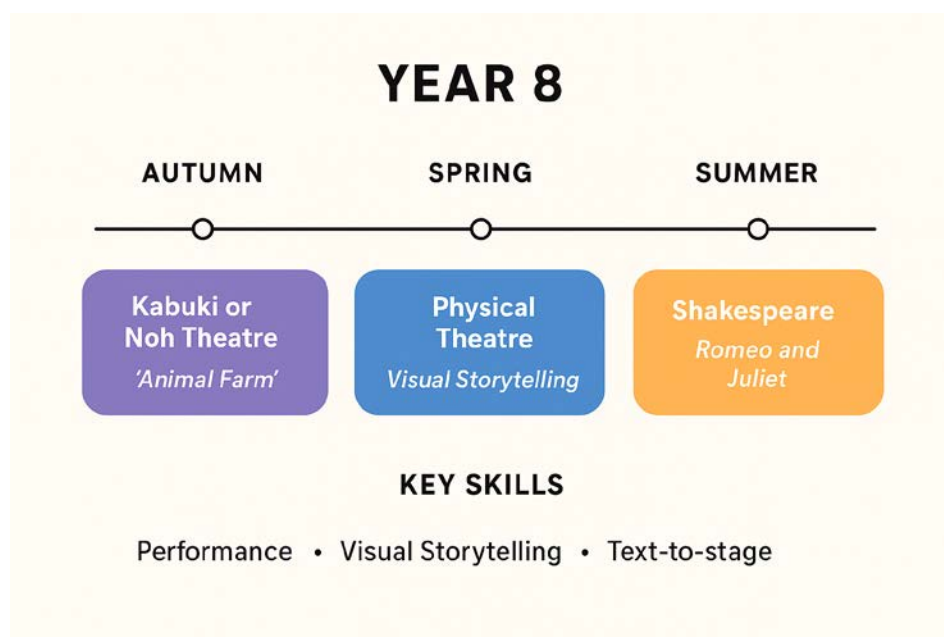 YEAR 8
AUTUMN
SPRING
SUMMER
Kabuki or
Noh Theatre
‘Animal Farm’
Physical
Theatre
Visual Storytelling
Shakespeare
Romeo and
Juliet
KEY SKILLS
Performance • Visual Storytelling • Text-to-stage